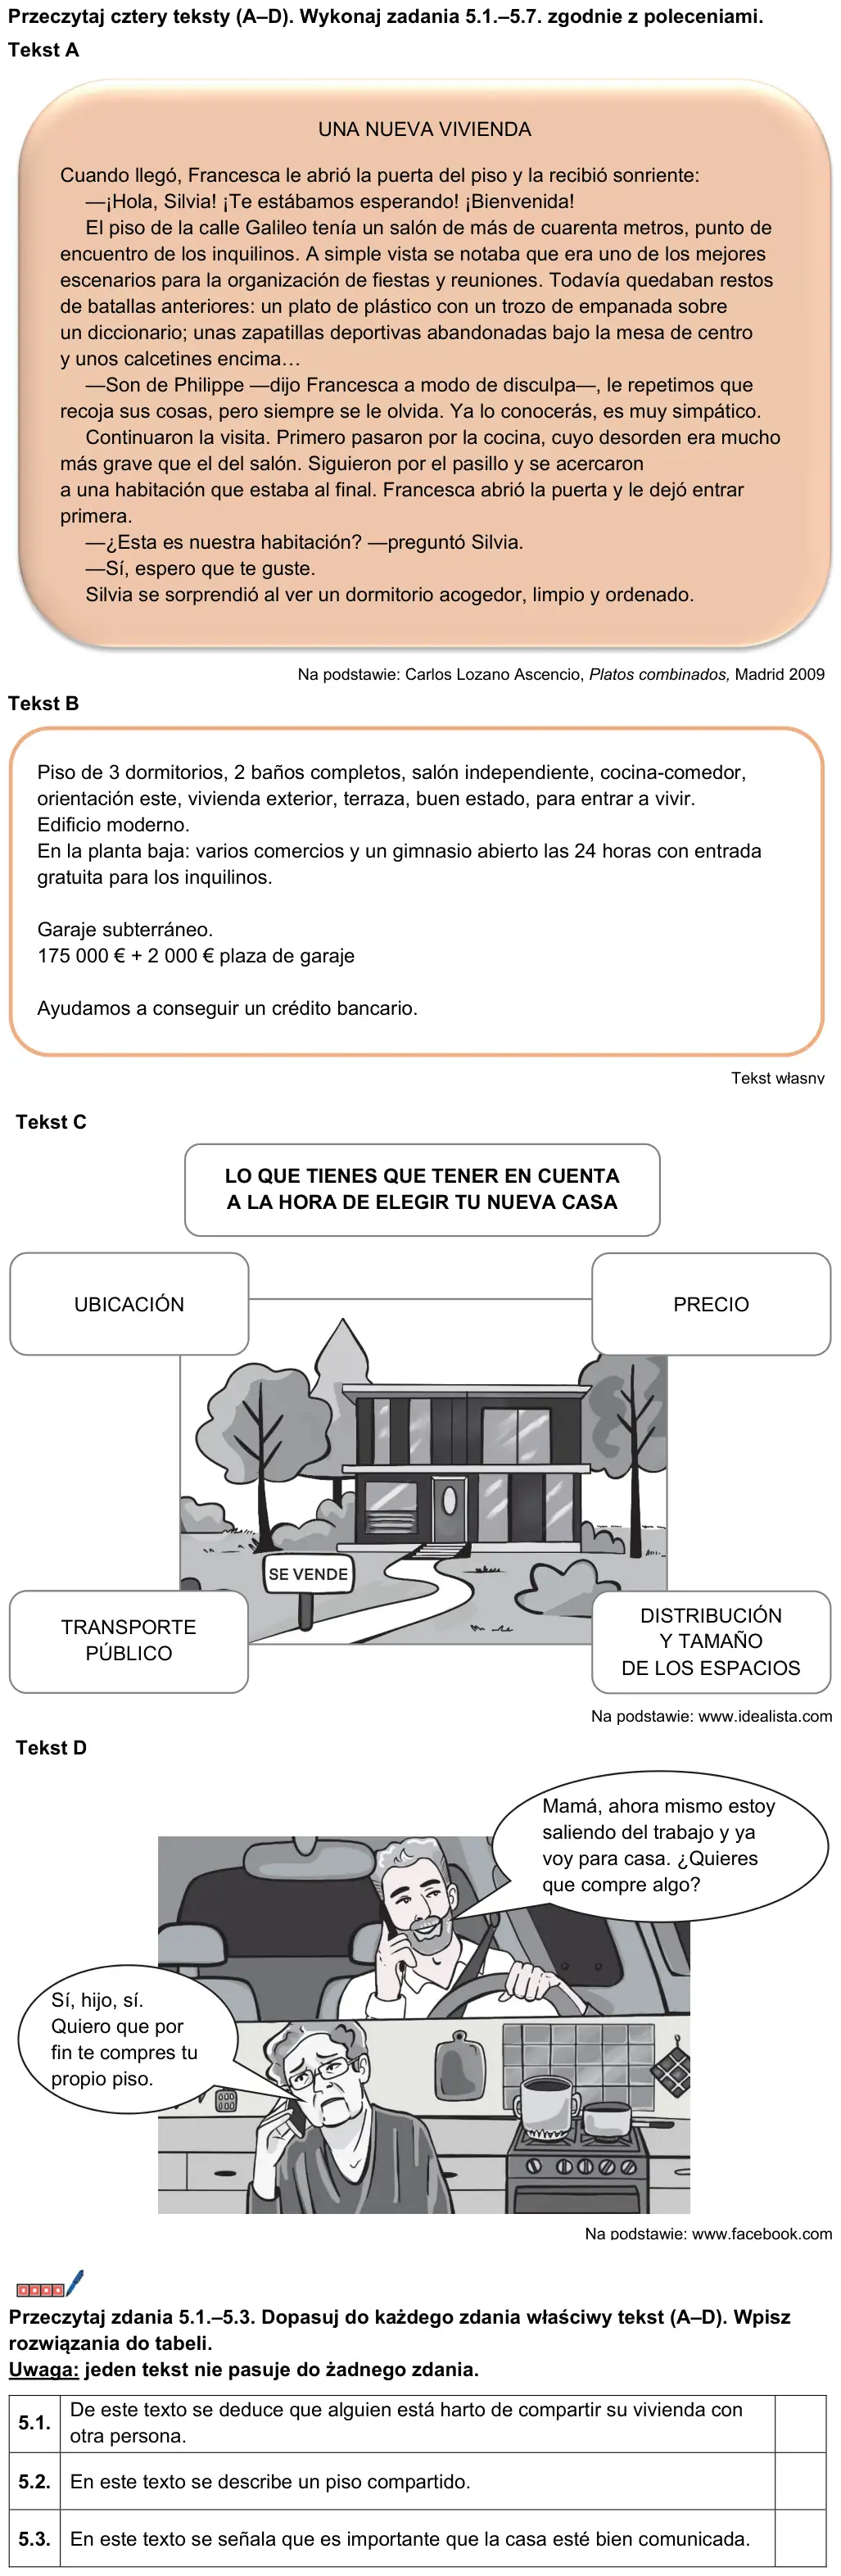 Przeczytaj cztery teksty (A–D). Wykonaj zadania 5.1.–5.7. zgodnie z poleceniami.
Tekst A
UNA NUEVA VIVIENDA
Cuando llegó, Francesca le abrió la puerta del piso y la recibió sonriente:
—¡Hola, Silvia! ¡Te estábamos esperando! ¡Bienvenida!
El piso de la calle Galileo tenía un salón de más de cuarenta metros, punto de
encuentro de los inquilinos. A simple vista se notaba que era uno de los mejores
escenarios para la organización de fiestas y reuniones. Todavía quedaban restos
de batallas anteriores: un plato de plástico con un trozo de empanada sobre
un diccionario; unas zapatillas deportivas abandonadas bajo la mesa de centro
y unos calcetines encima…
—Son de Philippe —dijo Francesca a modo de disculpa—, le repetimos que
recoja sus cosas, pero siempre se le olvida. Ya lo conocerás, es muy simpático.
Continuaron la visita. Primero pasaron por la cocina, cuyo desorden era mucho
más grave que el del salón. Siguieron por el pasillo y se acercaron
a una habitación que estaba al final. Francesca abrió la puerta y le dejó entrar
primera.
—¿Esta es nuestra habitación? —preguntó Silvia.
—Sí, espero que te guste.
Silvia se sorprendió al ver un dormitorio acogedor, limpio y ordenado.
Na podstawie: Carlos Lozano Ascencio, Platos combinados, Madrid 2009
Tekst B
Piso de 3 dormitorios, 2 baños completos, salón independiente, cocina-comedor,
orientación este, vivienda exterior, terraza, buen estado, para entrar a vivir.
Edificio moderno.
En la planta baja: varios comercios y un gimnasio abierto las 24 horas con entrada
gratuita para los inquilinos.
Garaje subterráneo.
175 000 € + 2 000 € plaza de garaje
Ayudamos a conseguir un crédito bancario.
Tekst własny
Tekst C
LO QUE TIENES QUE TENER EN CUENTA
A LA HORA DE ELEGIR TU NUEVA CASA
UBICACIÓN
PRECIO
SE VENDE
TRANSPORTE
PÚBLICO
DISTRIBUCIÓN
Y TAMAÑO
DE LOS ESPACIOS
Na podstawie: www.idealista.com
Tekst D
Mamá, ahora mismo estoy
saliendo del trabajo y ya
voy para casa. ¿Quieres
que compre algo?
Sí, hijo, sí.
Quiero que por
fin te compres tu
propio piso.
Na podstawie: www.facebook.com
Przeczytaj zdania 5.1.–5.3. Dopasuj do każdego zdania właściwy tekst (A–D). Wpisz
rozwiązania do tabeli.
Uwaga: jeden tekst nie pasuje do żadnego zdania.
5.1. De este texto se deduce que alguien está harto de compartir su vivienda con
otra persona.
5.2. En este texto se describe un piso compartido.
5.3. En este texto se señala que es importante que la casa esté bien comunicada.